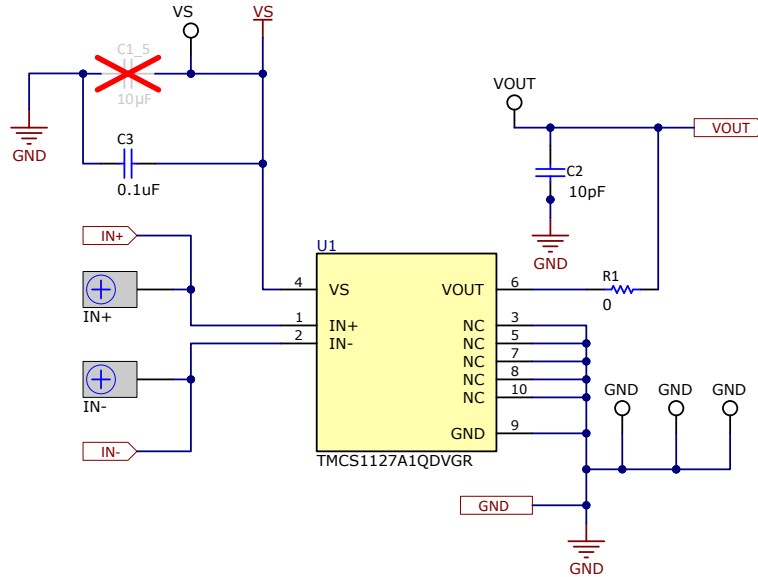 VS
VS
C1_5
10µF
GND
C3
0.1uF
VOUT
VOUT
C2
10pF
GND
IN+
IN+
IN-
IN-
U1
4 VS VOUT 6
1 IN+ NC 3
2 IN- NC 5
NC 7
NC 8
NC 10
GND 9
TMCS1127A1QDVGR
R1
0
GND GND GND
GND
GND